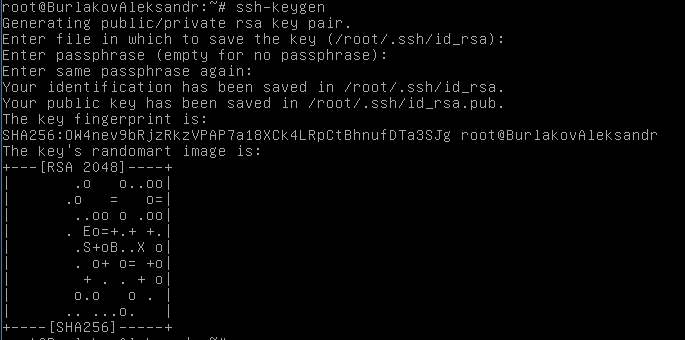 root@BurlakovAleksandr:~# ssh-keygen
Generating public/private rsa key pair.
Enter file in which to save the key (/root/.ssh/id_rsa):
Enter passphrase (empty for no passphrase):
Enter same passphrase again:
Your identification has been saved in /root/.ssh/id_rsa.
Your public key has been saved in /root/.ssh/id_rsa.pub.
The key fingerprint is:
SHA256:OW4nev9bRjzRkzVPAP7a18XCk4LRpCtBhnufDTa3SJg root@BurlakovAleksandr
The key's randomart image is:
+---[RSA 2048]----+
|        .o   o..oo|
|       .o   =   o=|
|        ..oo o .oo|
|       . Eo=+.+ +.|
|        .S+oB..X o|
|        . o+ o= +o|
|         + . . + o|
|        o.o   o . |
|       .. ...o.   |
+----[SHA256]-----+